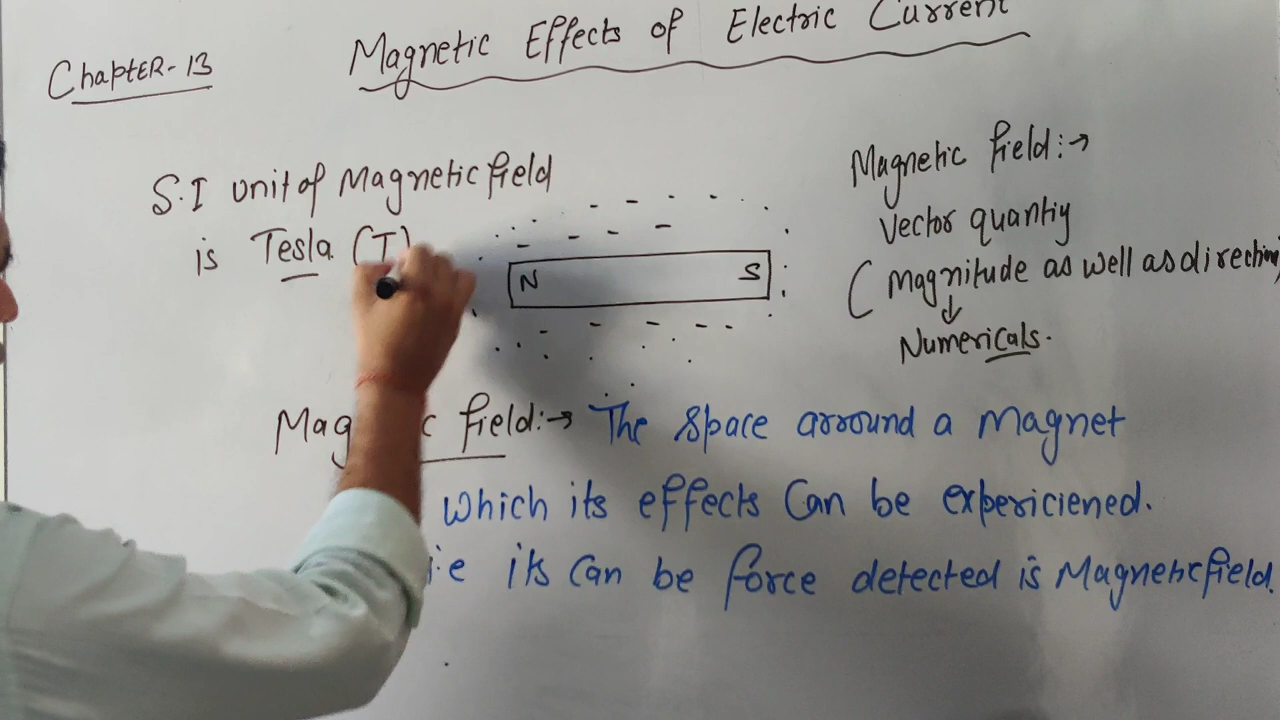 Chapter-13
Magnetic Effects of Electric Current
S.I unit of Magnetic field
is Tesla (T)
N S
Magnetic field:→
Vector quantiy
( Magnitude as well as direction)
↓
Numericals.
field:→ The Space arround a Magnet
which its effects Can be expericiened.
i.e its Can be force detected is Magnetic field.